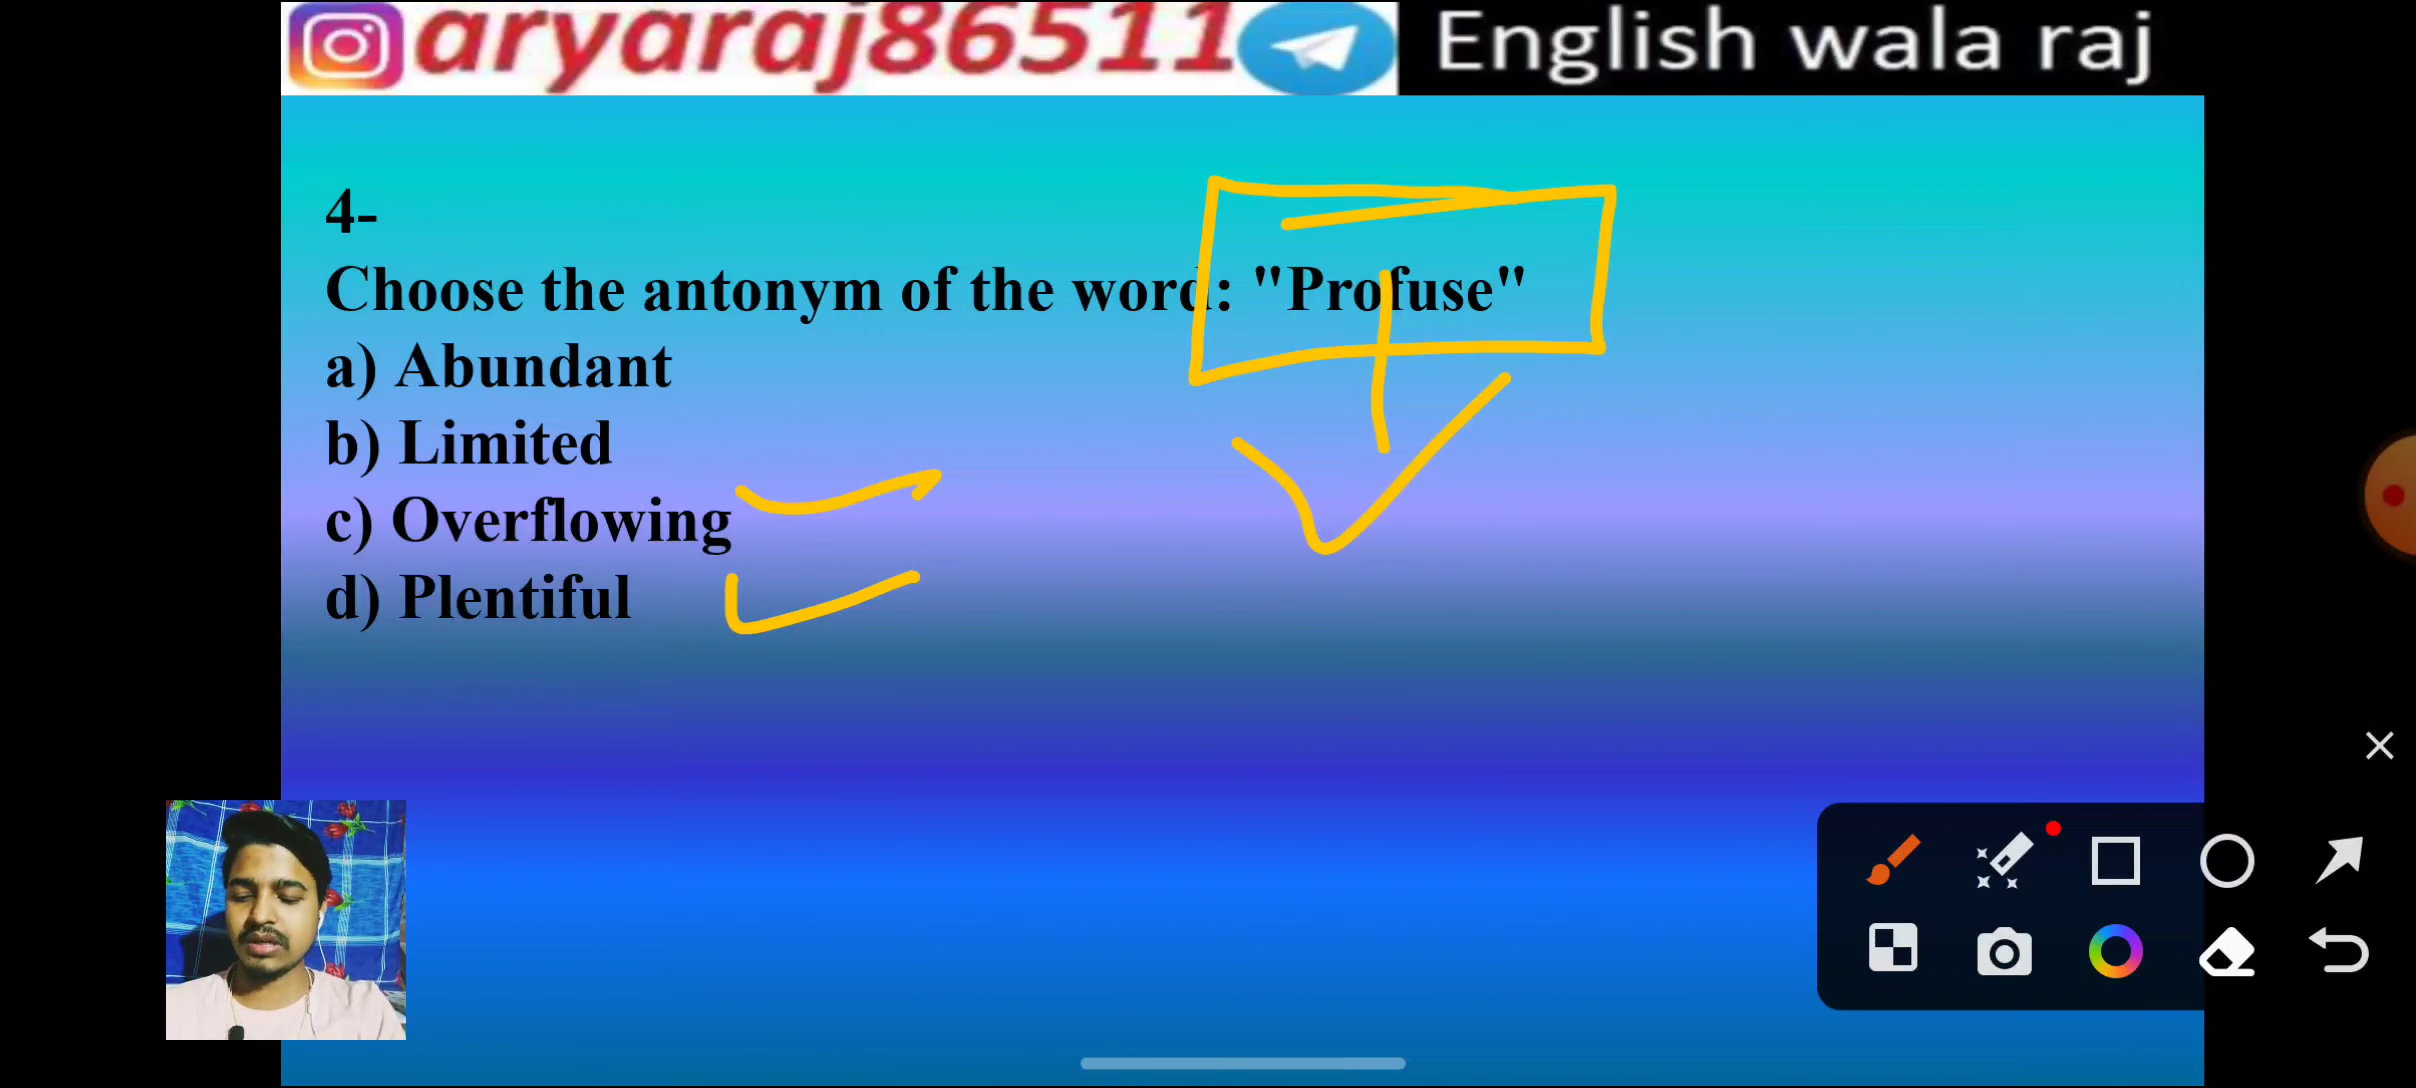 aryaraj86511 English wala raj
4-
Choose the antonym of the word: "Profuse"
a) Abundant
b) Limited
c) Overflowing
d) Plentiful